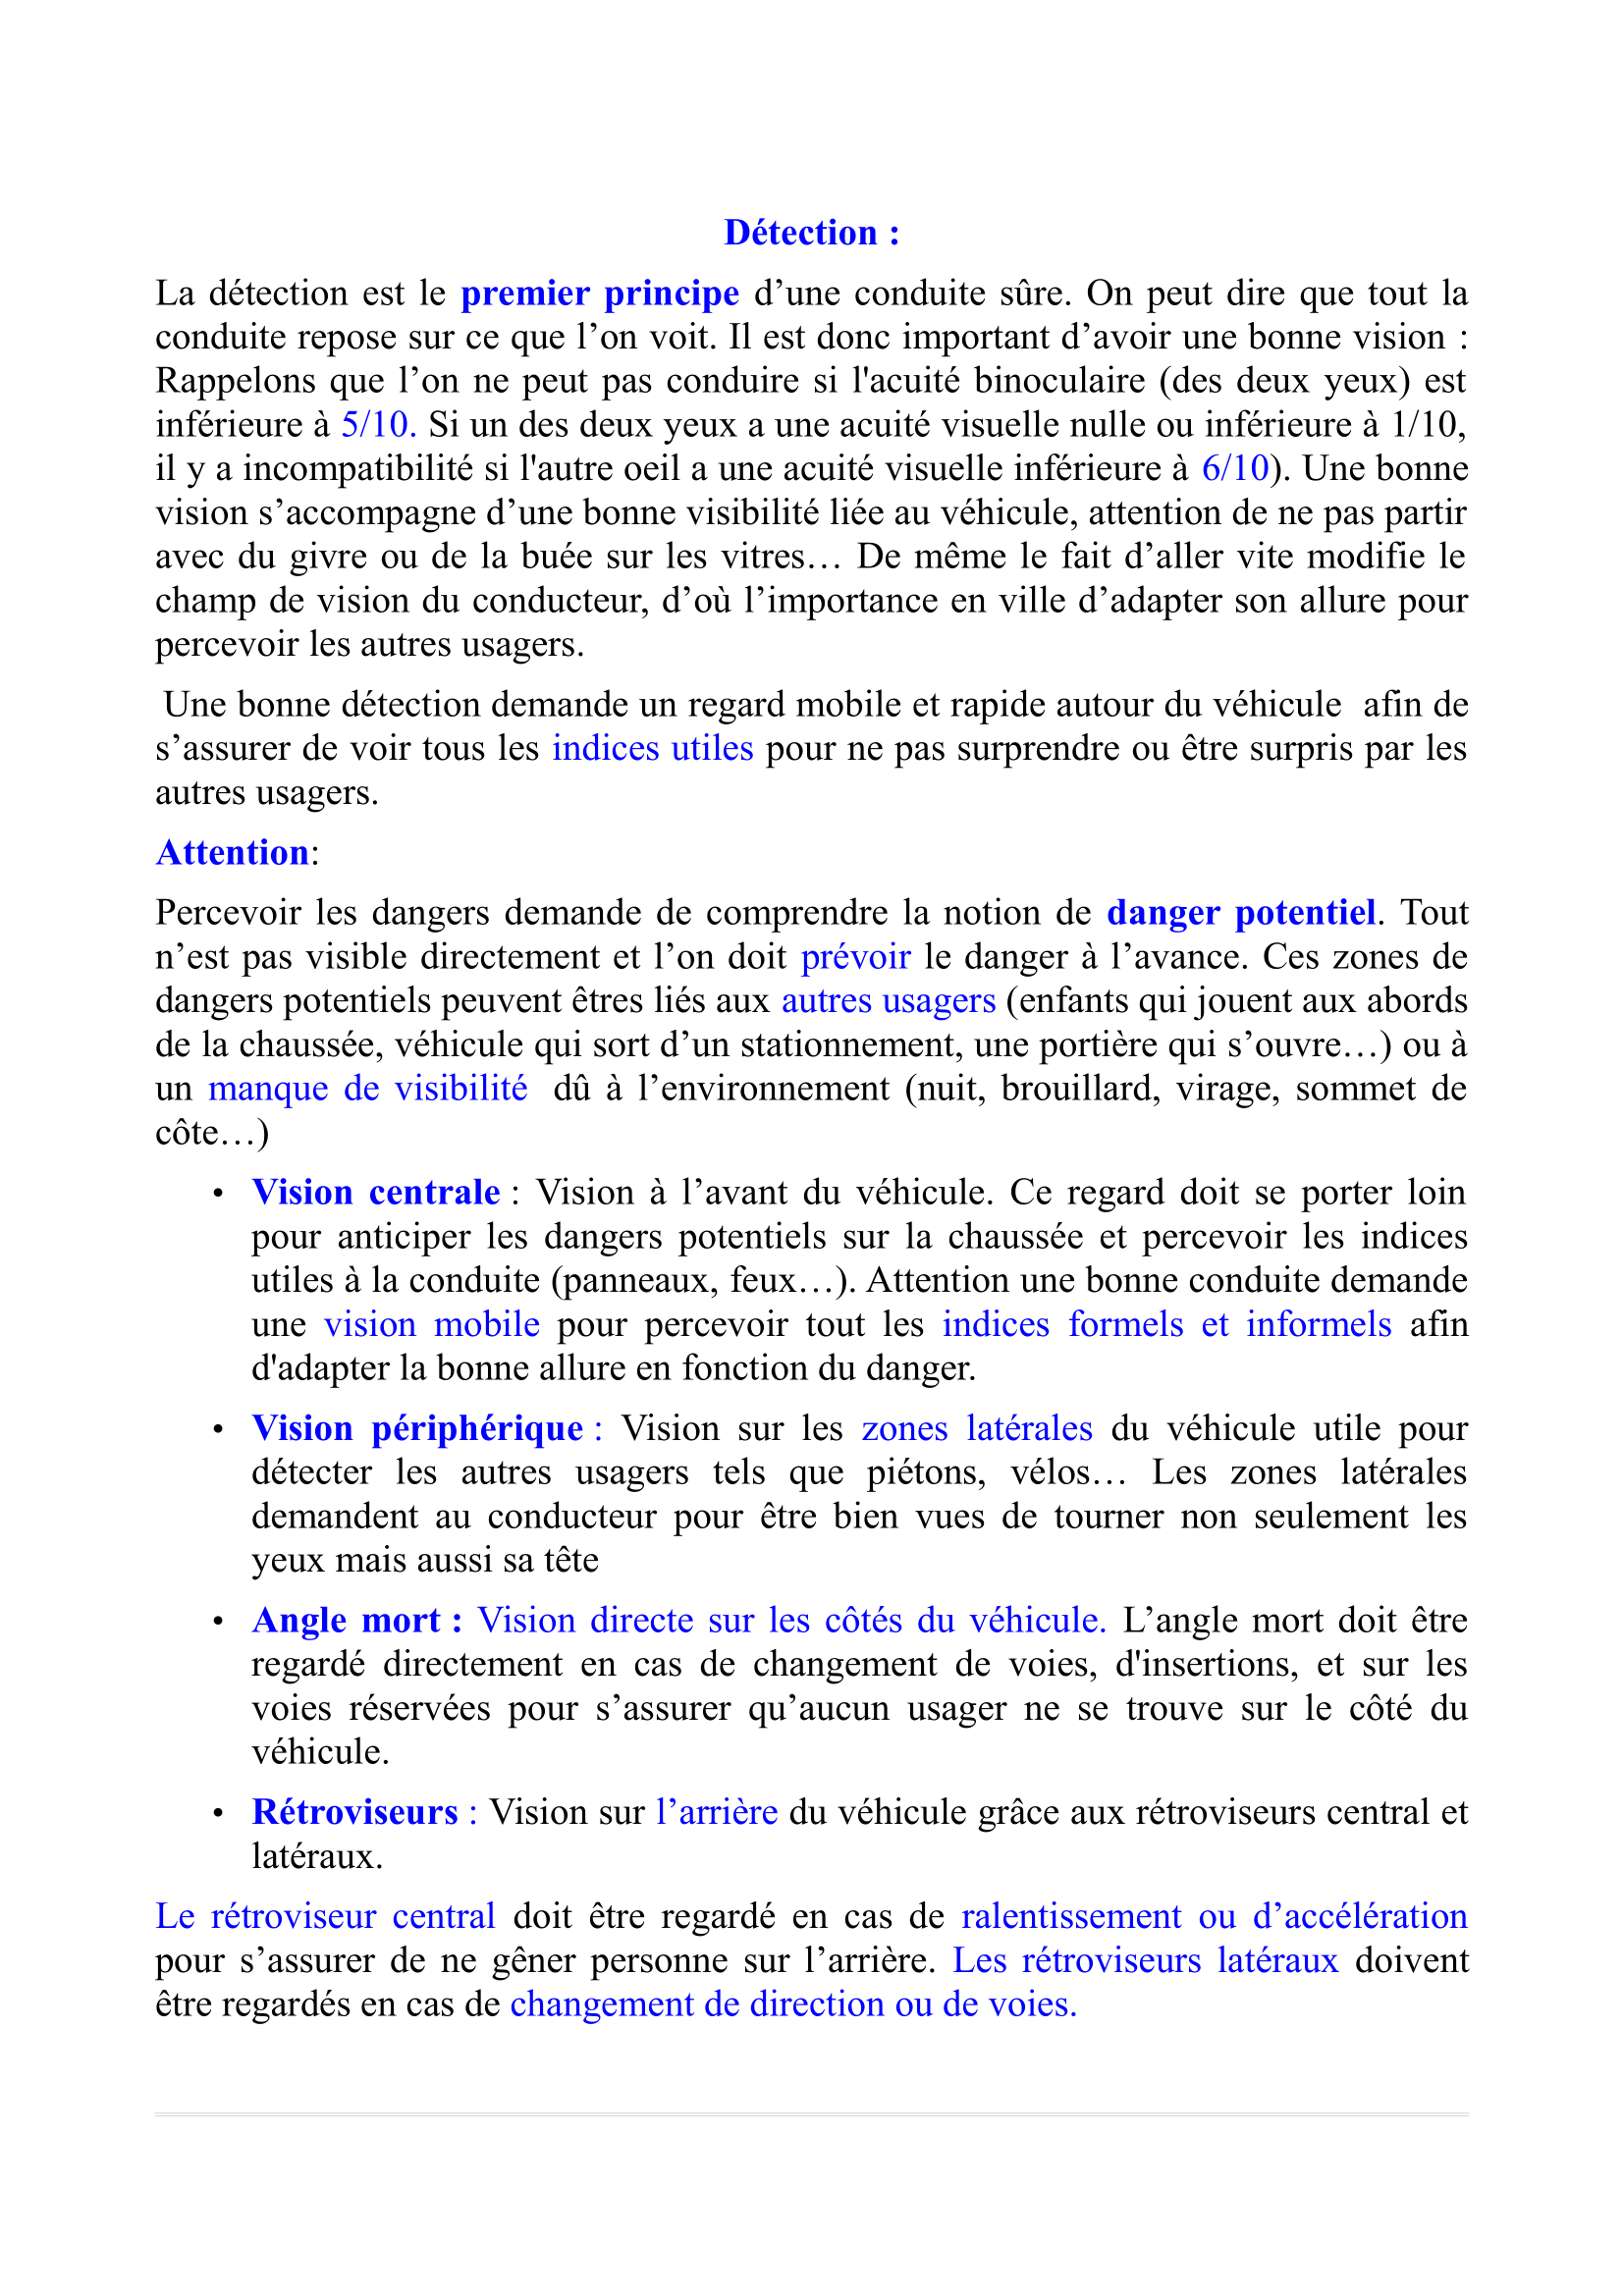 Détection :
La détection est le premier principe d’une conduite sûre. On peut dire que tout la
conduite repose sur ce que l’on voit. Il est donc important d’avoir une bonne vision :
Rappelons que l’on ne peut pas conduire si l'acuité binoculaire (des deux yeux) est
inférieure à 5/10. Si un des deux yeux a une acuité visuelle nulle ou inférieure à 1/10,
il y a incompatibilité si l'autre oeil a une acuité visuelle inférieure à 6/10). Une bonne
vision s’accompagne d’une bonne visibilité liée au véhicule, attention de ne pas partir
avec du givre ou de la buée sur les vitres… De même le fait d’aller vite modifie le
champ de vision du conducteur, d’où l’importance en ville d’adapter son allure pour
percevoir les autres usagers.
Une bonne détection demande un regard mobile et rapide autour du véhicule  afin de
s’assurer de voir tous les indices utiles pour ne pas surprendre ou être surpris par les
autres usagers.
Attention:
Percevoir les dangers demande de comprendre la notion de danger potentiel. Tout
n’est pas visible directement et l’on doit prévoir le danger à l’avance. Ces zones de
dangers potentiels peuvent êtres liés aux autres usagers (enfants qui jouent aux abords
de la chaussée, véhicule qui sort d’un stationnement, une portière qui s’ouvre…) ou à
un manque de visibilité  dû à l’environnement (nuit, brouillard, virage, sommet de
côte…)
• Vision centrale : Vision à l’avant du véhicule. Ce regard doit se porter loin
pour anticiper les dangers potentiels sur la chaussée et percevoir les indices
utiles à la conduite (panneaux, feux…). Attention une bonne conduite demande
une vision mobile pour percevoir tout les indices formels et informels afin
d'adapter la bonne allure en fonction du danger.
• Vision périphérique : Vision sur les zones latérales du véhicule utile pour
détecter les autres usagers tels que piétons, vélos… Les zones latérales
demandent au conducteur pour être bien vues de tourner non seulement les
yeux mais aussi sa tête
• Angle mort : Vision directe sur les côtés du véhicule. L’angle mort doit être
regardé directement en cas de changement de voies, d'insertions, et sur les
voies réservées pour s’assurer qu’aucun usager ne se trouve sur le côté du
véhicule.
• Rétroviseurs : Vision sur l’arrière du véhicule grâce aux rétroviseurs central et
latéraux.
Le rétroviseur central doit être regardé en cas de ralentissement ou d’accélération
pour s’assurer de ne gêner personne sur l’arrière. Les rétroviseurs latéraux doivent
être regardés en cas de changement de direction ou de voies.